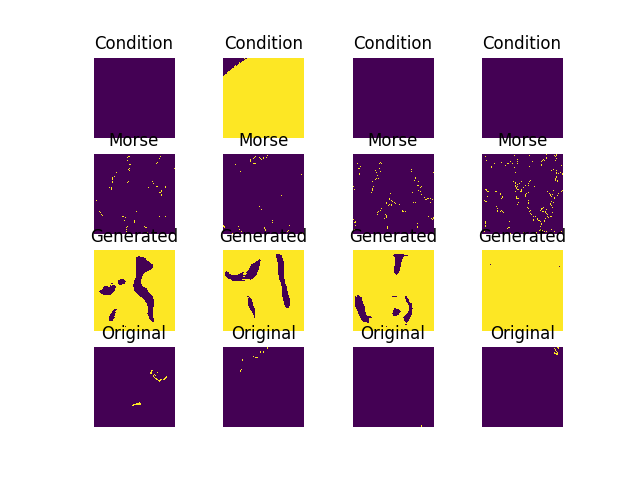 Condition Condition Condition Condition
Morse Morse Morse Morse
Generated Generated Generated Generated
Original Original Original Original